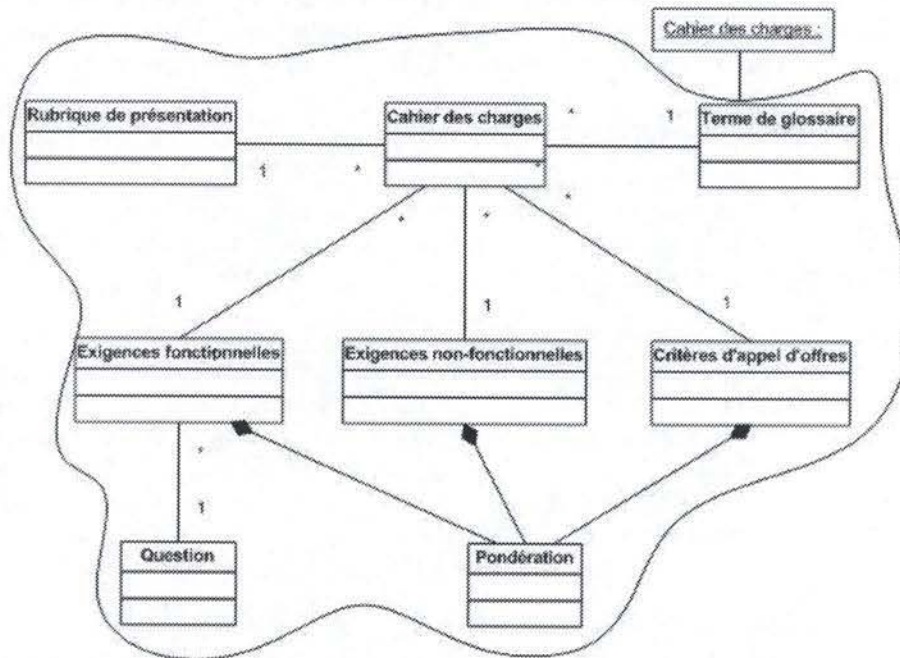 Cahier des charges :
Rubrique de présentation
Cahier des charges
* 1
Terme de glossaire
1 * * *
* *
1 1 1
Exigences fonctionnelles
Exigences non-fonctionnelles
Critères d'appel d'offres
*
1
Question
Pondération